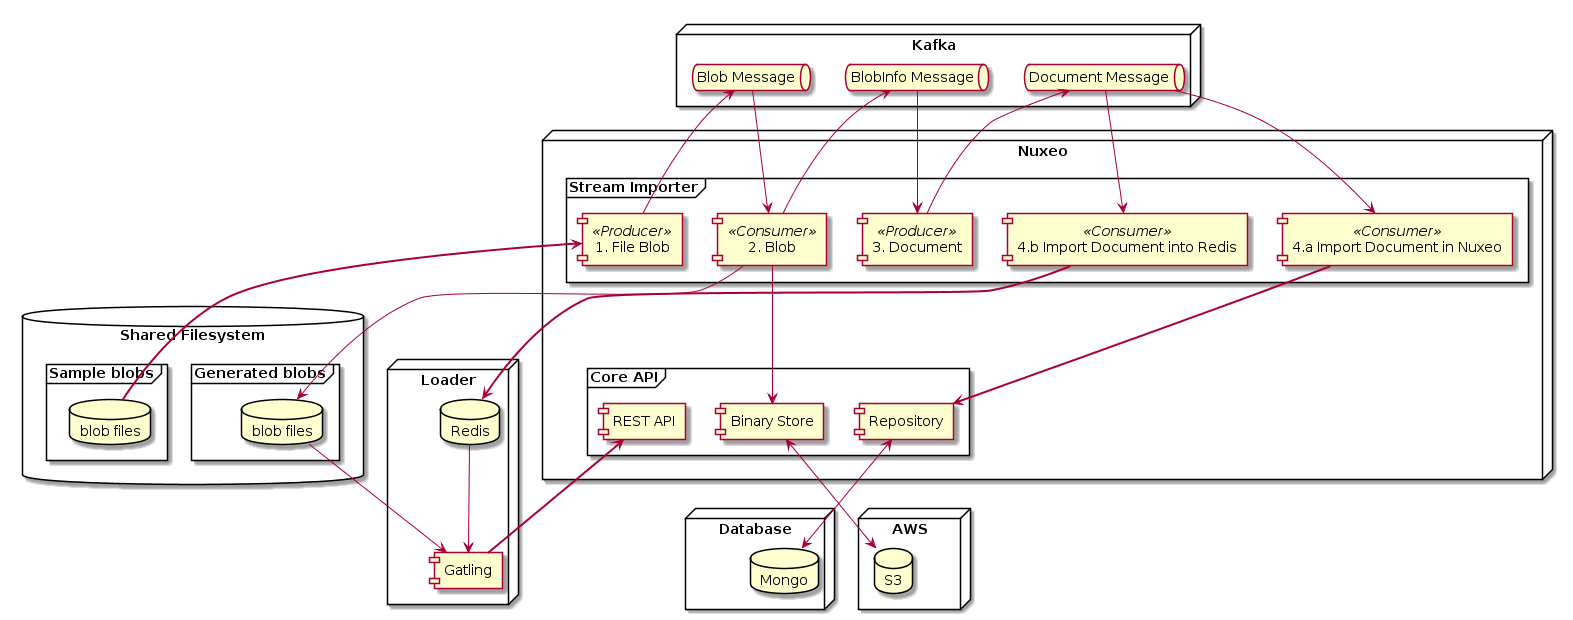 Kafka
Blob Message
BlobInfo Message
Document Message
Nuxeo
Stream Importer
«Producer»
1. File Blob
«Consumer»
2. Blob
«Producer»
3. Document
«Consumer»
4.b Import Document into Redis
«Consumer»
4.a Import Document in Nuxeo
Shared Filesystem
Sample blobs
blob files
Generated blobs
blob files
Loader
Redis
Gatling
Core API
REST API
Binary Store
Repository
Database
Mongo
AWS
S3